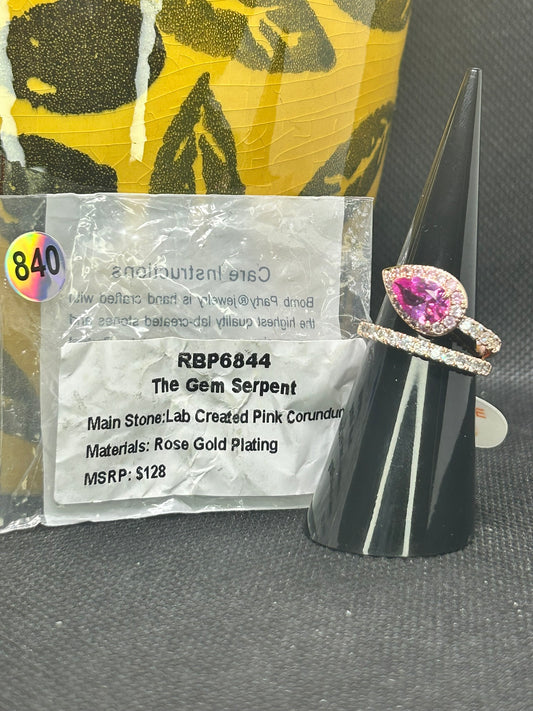 840
Care Instructions
Bomb Party® jewelry is hand crafted with
the highest quality lab-created stones and
RBP6844
The Gem Serpent
Main Stone:Lab Created Pink Corundum
Materials: Rose Gold Plating
MSRP: $128